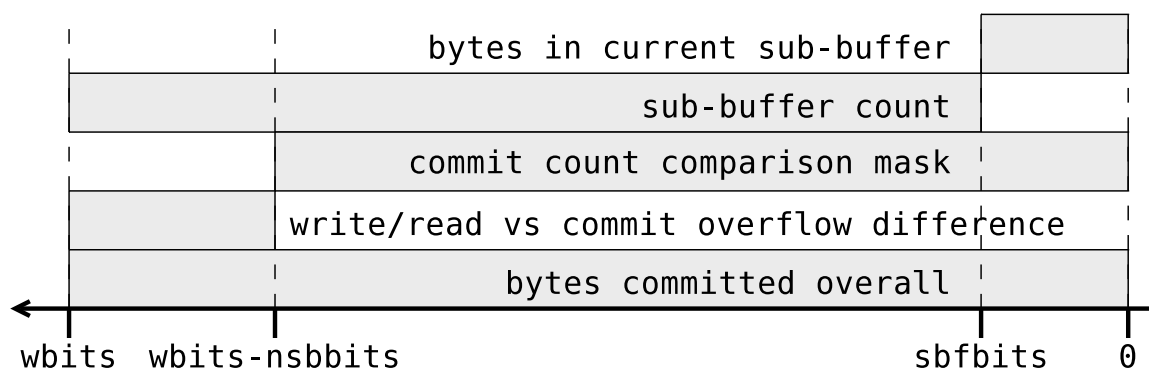 bytes in current sub-buffer
sub-buffer count
commit count comparison mask
write/read vs commit overflow difference
bytes committed overall
wbits wbits-nsbbits sbfbits 0